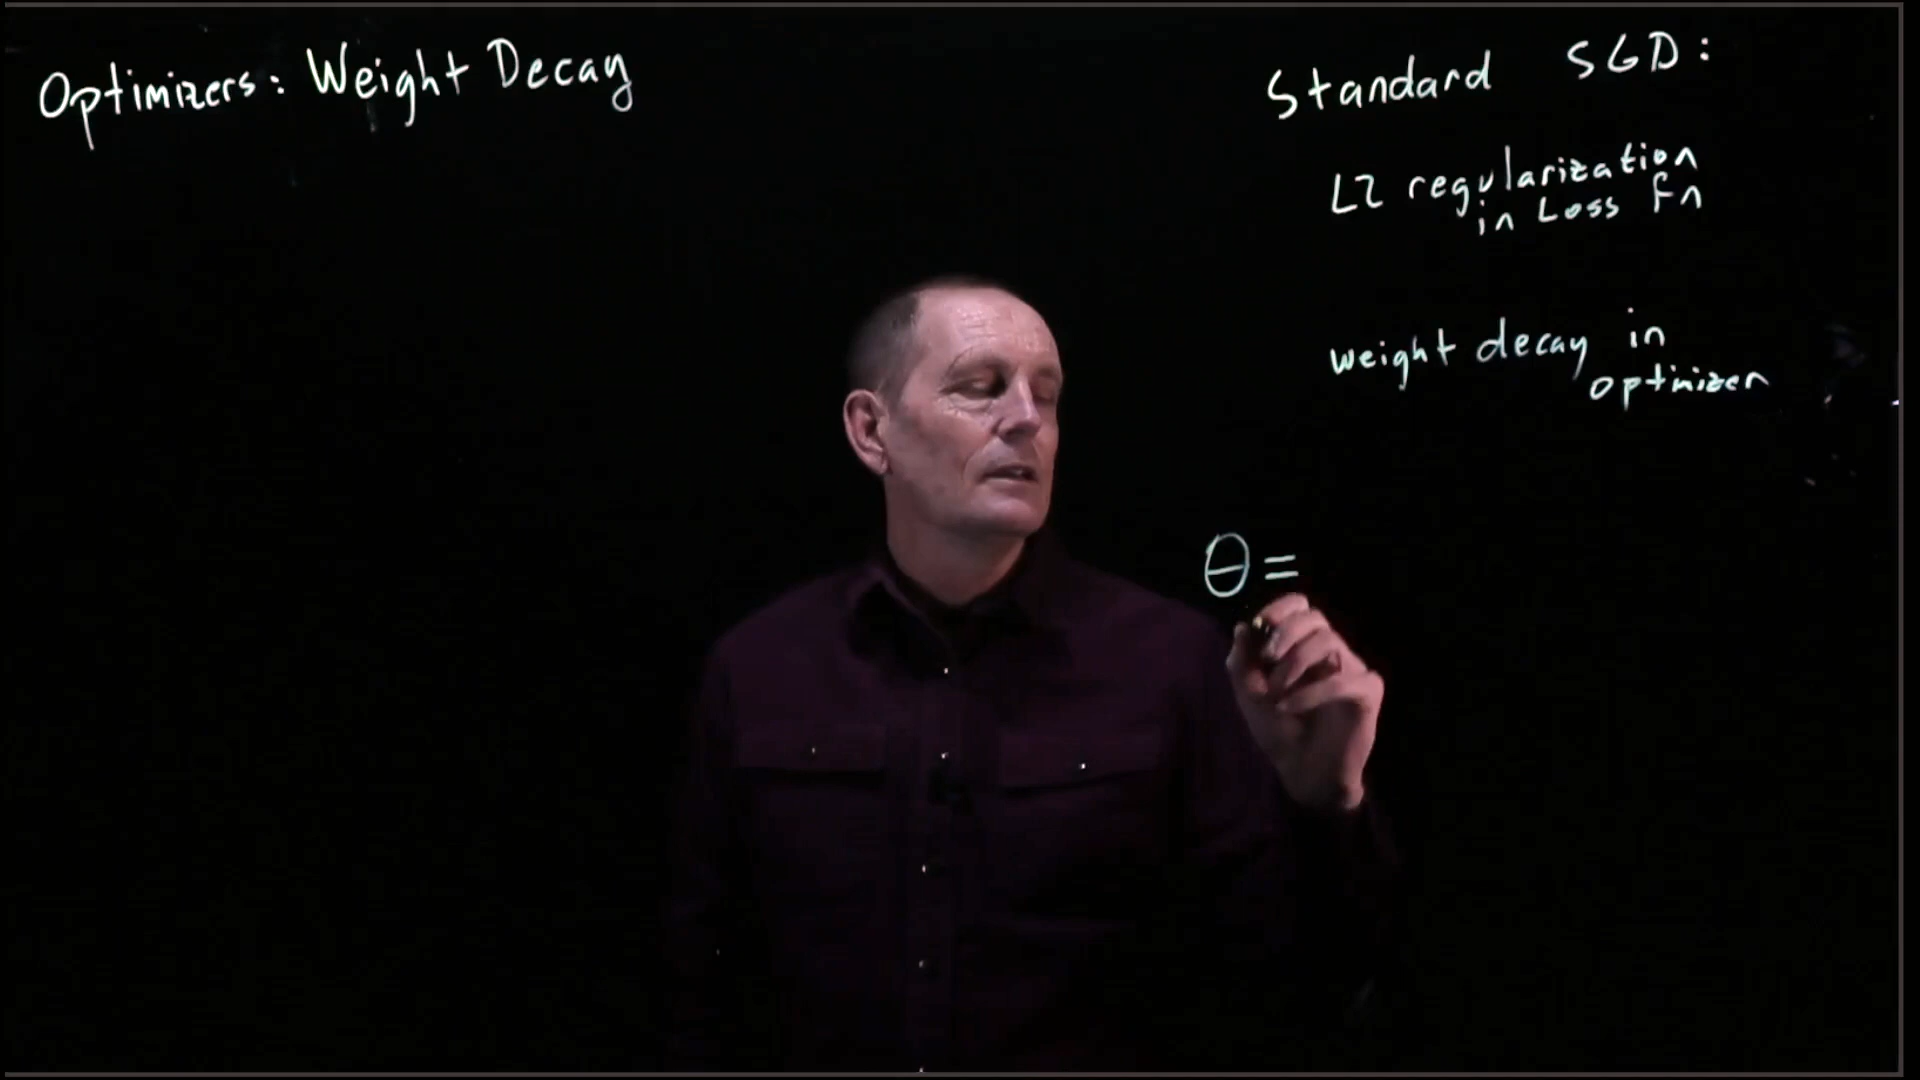 Optimizers: Weight Decay
Standard SGD:
L2 regularization
in Loss Fn
weight decay in
optimizer
θ =